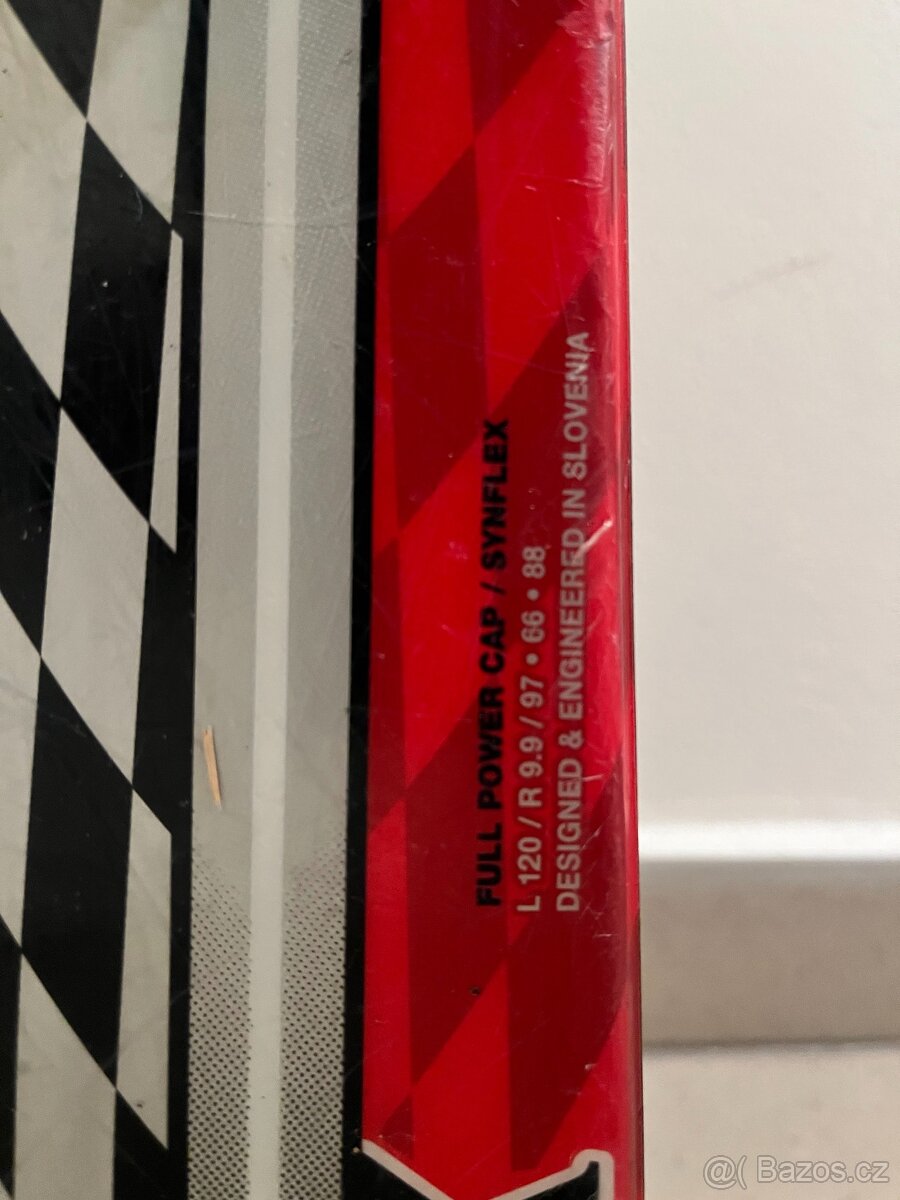 FULL POWER CAP / SYNFLEX
L 120 / R 9.9 / 97 • 66 • 88
DESIGNED & ENGINEERED IN SLOVENIA
@( Bazos.cz